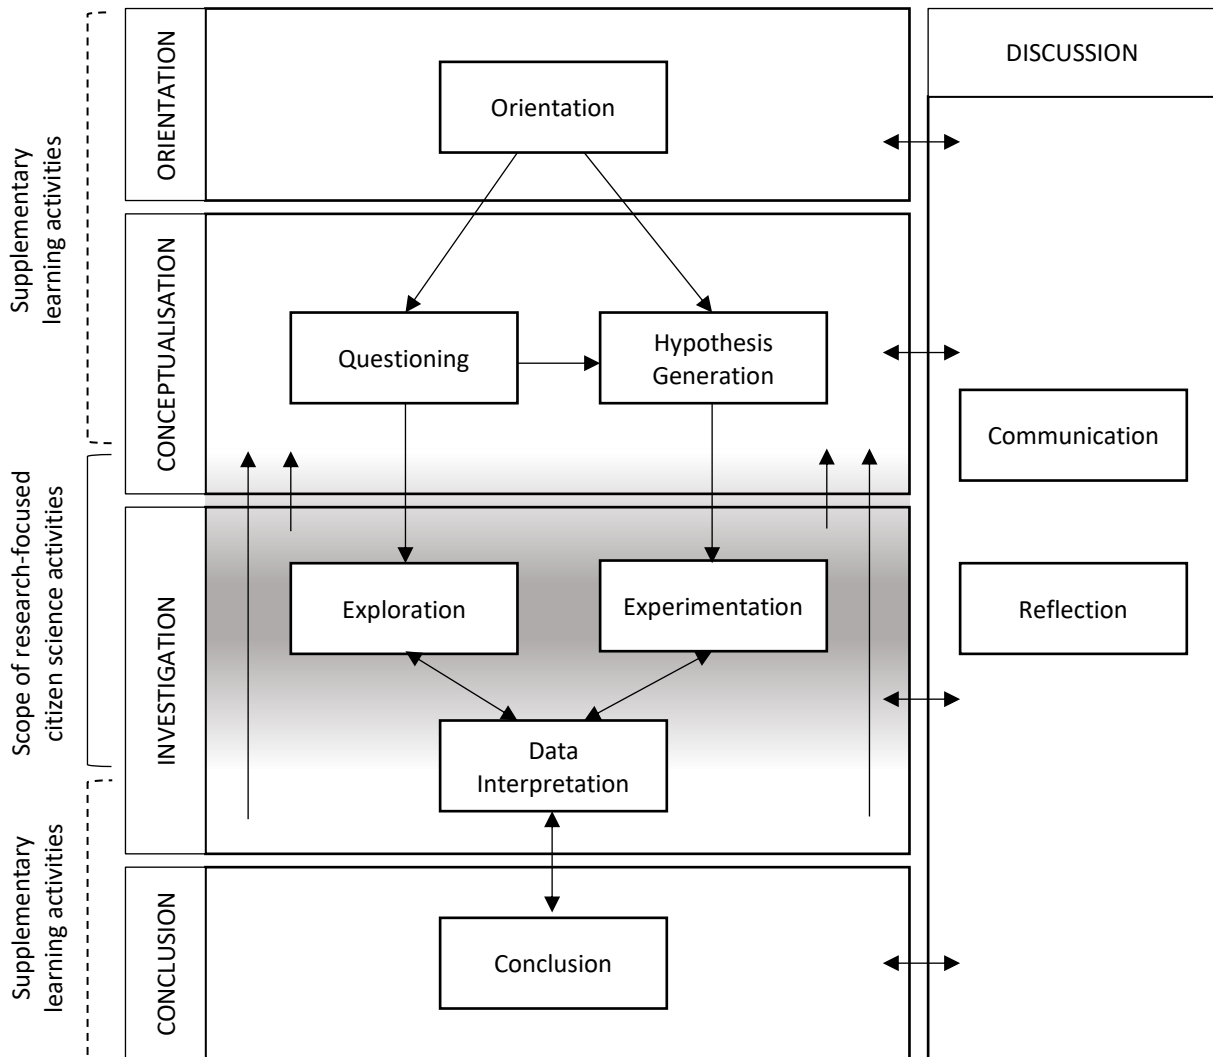 Supplementary
learning activities
Scope of research-focused
citizen science activities
Supplementary
learning activities
ORIENTATION
Orientation
CONCEPTUALISATION
Questioning
Hypothesis
Generation
INVESTIGATION
Exploration
Experimentation
Data
Interpretation
CONCLUSION
Conclusion
DISCUSSION
Communication
Reflection